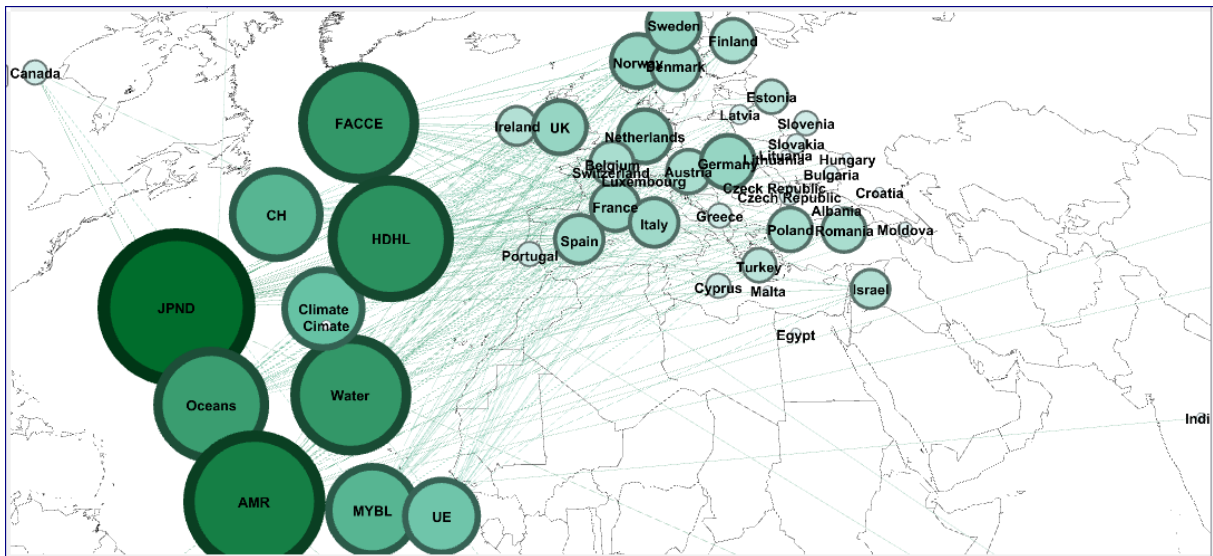 Sweden
Finland
Norway
Denmark
Canada
Estonia
FACCE
Latvia
Slovenia
Ireland
UK
Netherlands
Slovakia
Lituania
Lithuania
Hungary
Belgium
Germany
Switzerland
Austria
Bulgaria
Luxembourg
Czeck Republic
Czech Republic
Croatia
CH
France
Albania
Greece
Italy
HDHL
Spain
Poland
Romania
Moldova
Portugal
Turkey
JPND
Cyprus
Malta
Israel
Climate
Cimate
Egypt
Water
Oceans
Indi
AMR
MYBL
UE